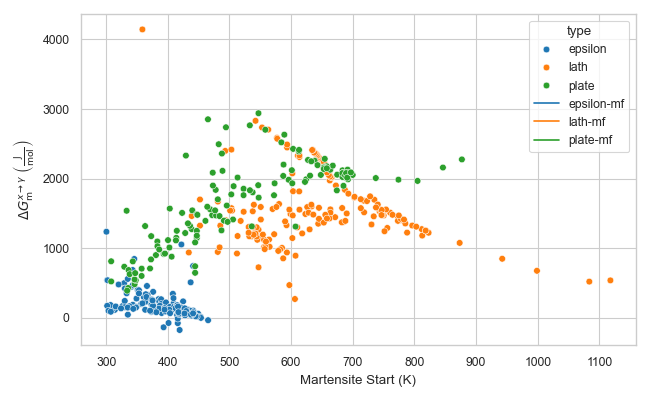 4000
3000
2000
1000
0
ΔG_m^{x→γ} (J/mol)
300 400 500 600 700 800 900 1000 1100
Martensite Start (K)
type
epsilon
lath
plate
epsilon-mf
lath-mf
plate-mf